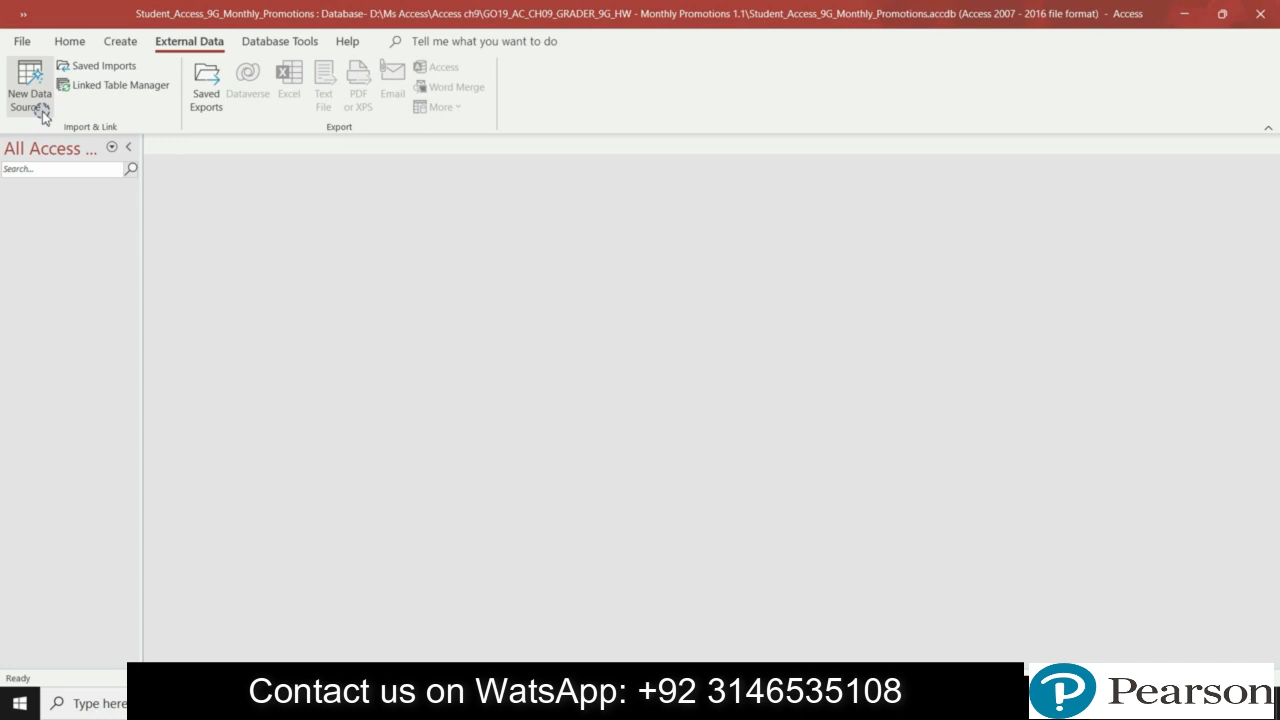 Student_Access_9G_Monthly_Promotions : Database- D:\Ms Access\Access ch9\GO19_AC_CH09_GRADER_9G_HW - Monthly Promotions 1.1\Student_Access_9G_Monthly_Promotions.accdb (Access 2007 - 2016 file format) - Access
File Home Create External Data Database Tools Help Tell me what you want to do
New Data Source
Saved Imports
Linked Table Manager
Import & Link
Saved Exports
Dataverse
Excel
Text File
PDF or XPS
Email
Access
Word Merge
More
Export
All Access ...
Search...
Ready
Type here
Contact us on WatsApp: +92 3146535108
Pearson